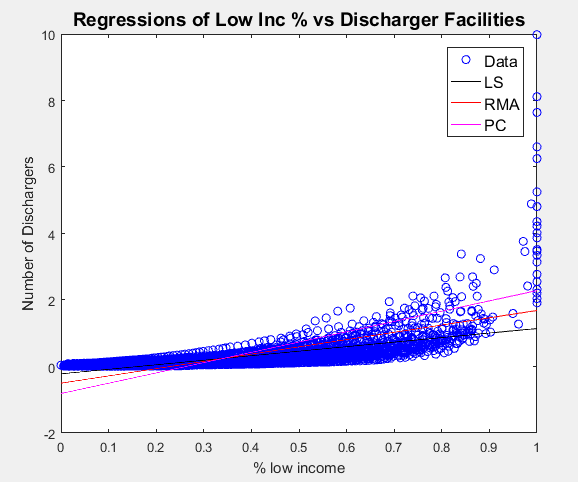 Regressions of Low Inc % vs Discharger Facilities
Data
LS
RMA
PC
Number of Dischargers
10
8
6
4
2
0
-2
0 0.1 0.2 0.3 0.4 0.5 0.6 0.7 0.8 0.9 1
% low income